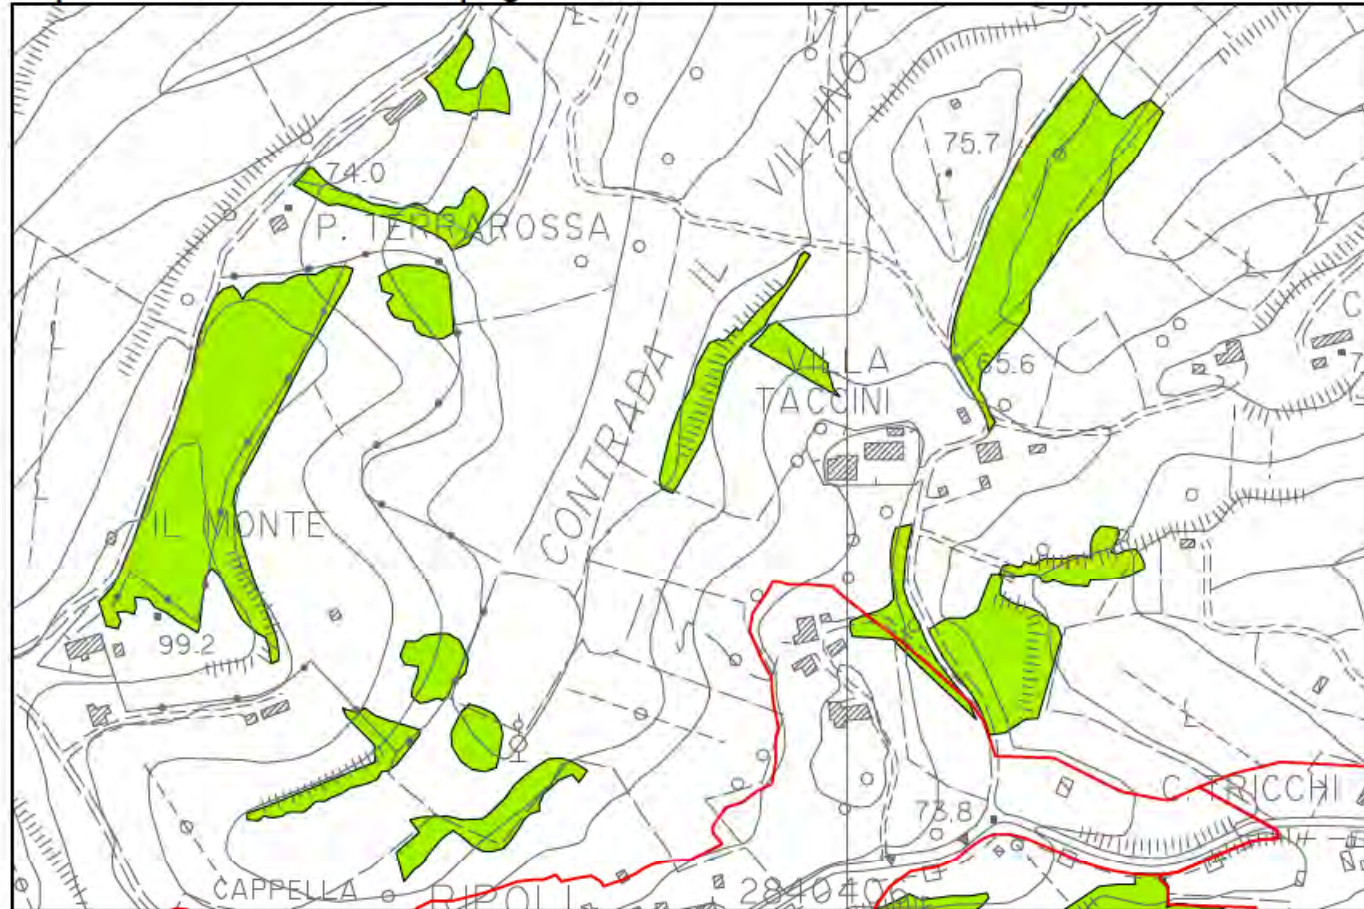 74.0
P. TERRAROSSA
CONTRADA IL VILLINO
75.7
65.6
VILLA
TACCINI
IL MONTE
99.2
C. TRICCHI
73.8
CAPPELLA
RIPOLI
2840406